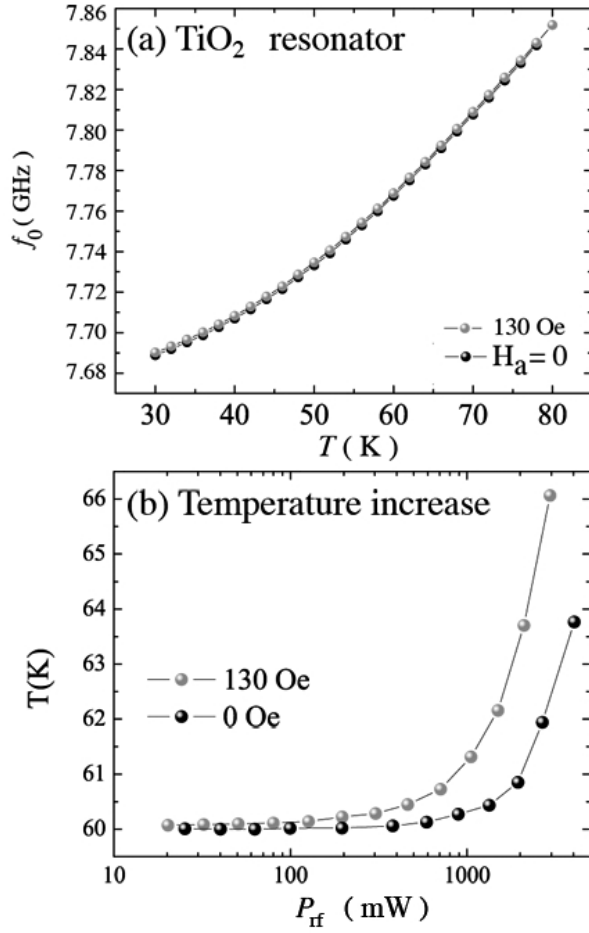 (a) TiO₂ resonator
7.86
7.84
7.82
7.80
7.78
7.76
7.74
7.72
7.70
7.68
f₀ ( GHz )
130 Oe
Hₐ = 0
30 40 50 60 70 80
T ( K )
(b) Temperature increase
66
65
64
63
62
61
60
T(K)
130 Oe
0 Oe
10 100 1000
P_rf ( mW )